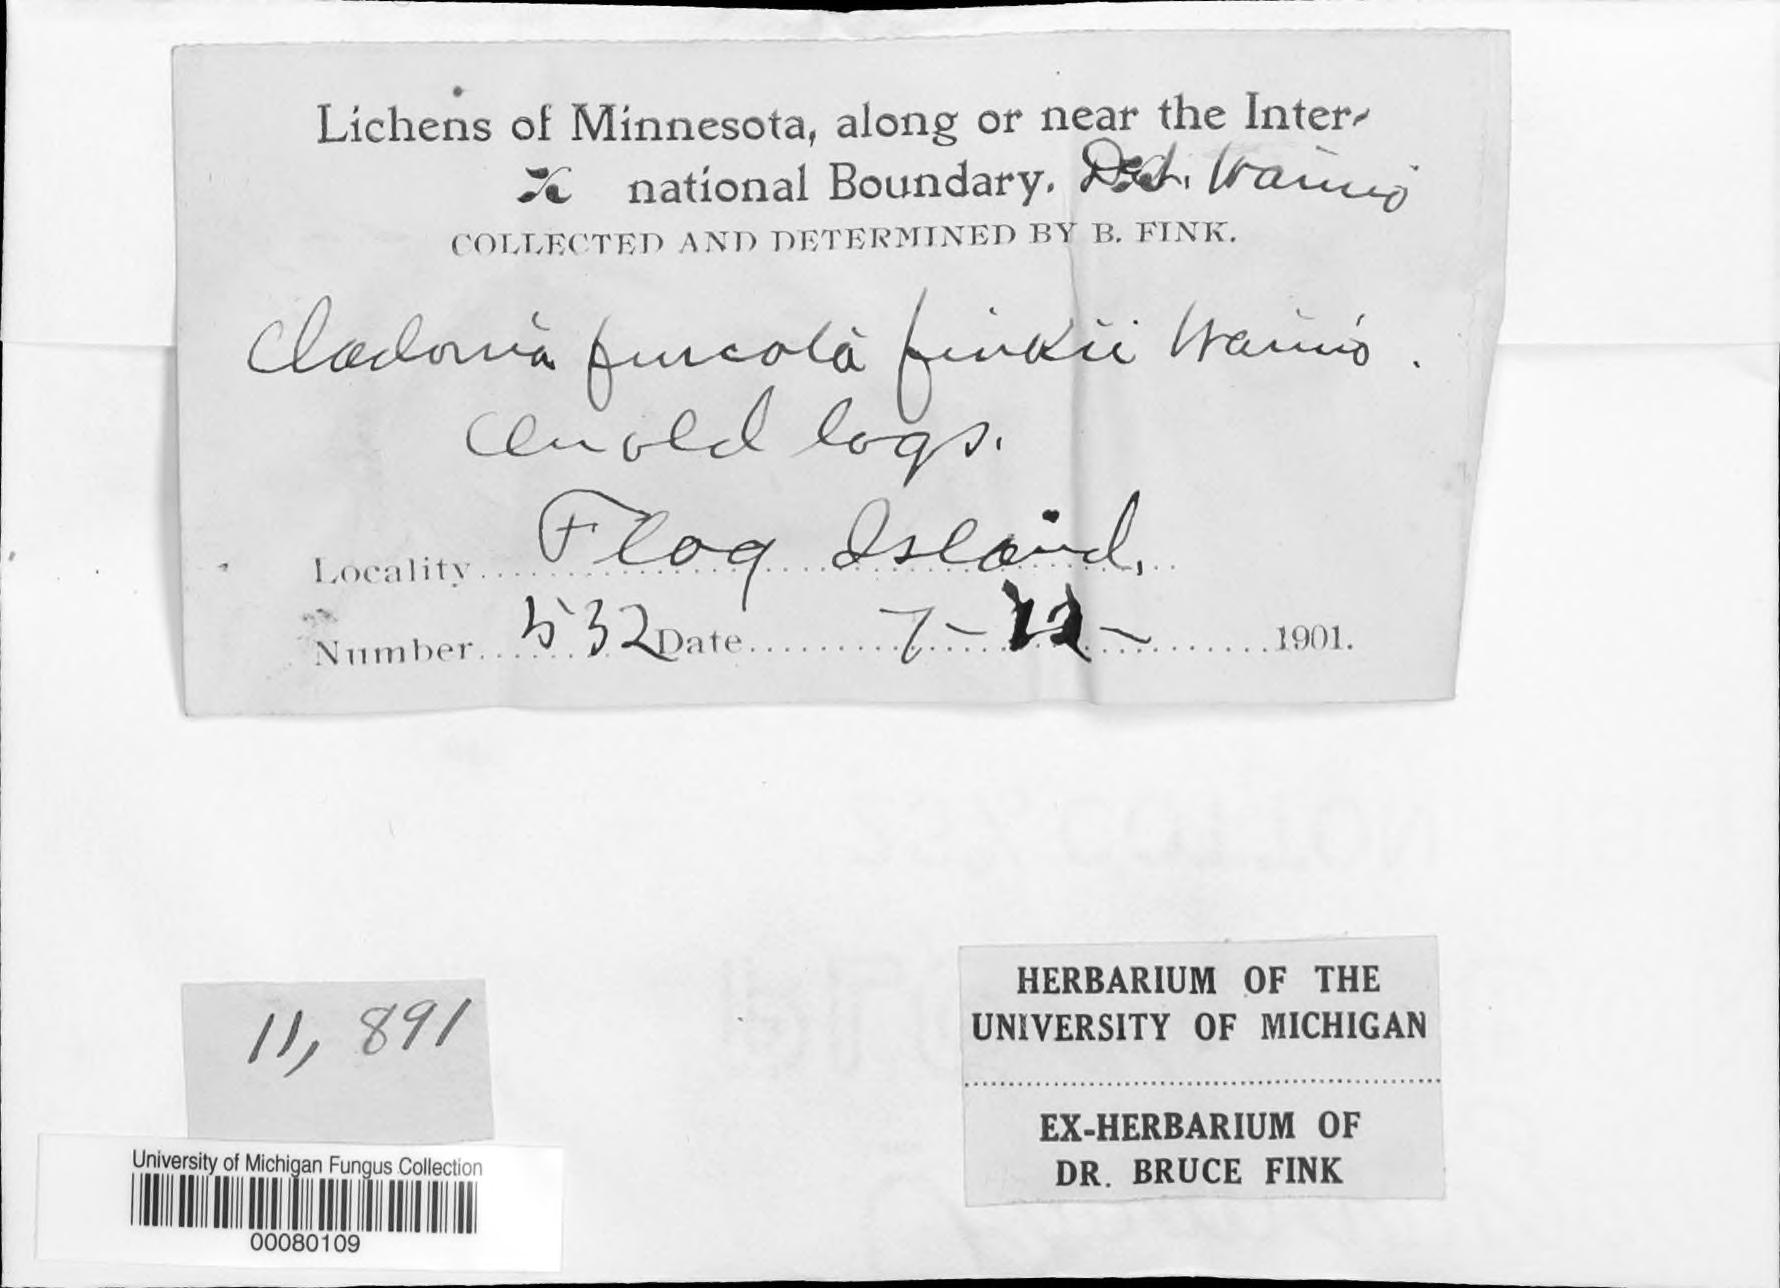 Lichens of Minnesota, along or near the Inter-
national Boundary. Det. Wainio
COLLECTED AND DETERMINED BY B. FINK.
Cladonia furcata finkii Wainio.
On old logs.
Locality Flag Island,
Number 532 Date 7-22- 1901.
11,891
University of Michigan Fungus Collection
00080109
HERBARIUM OF THE
UNIVERSITY OF MICHIGAN
EX-HERBARIUM OF
DR. BRUCE FINK